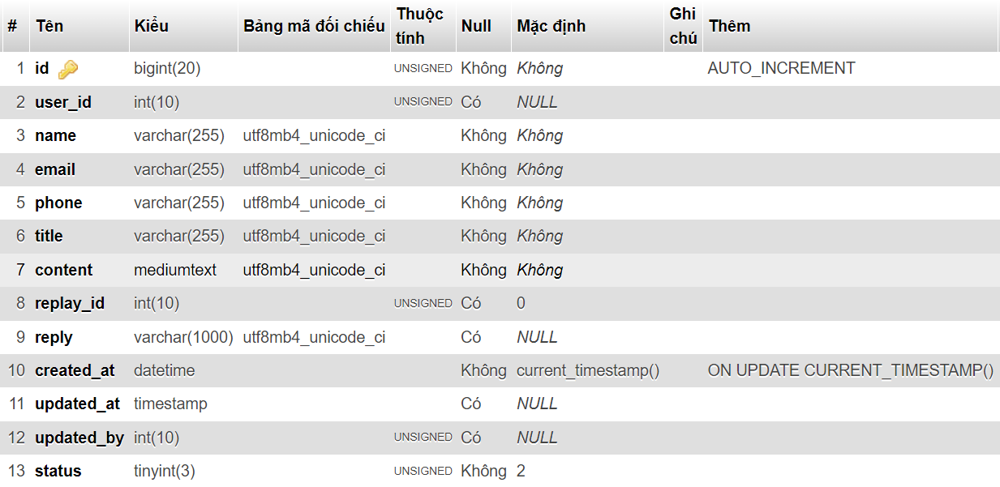 # Tên Kiểu Bảng mã đối chiếu Thuộc tính Null Mặc định Ghi chú Thêm
1 id bigint(20) UNSIGNED Không Không AUTO_INCREMENT
2 user_id int(10) UNSIGNED Có NULL
3 name varchar(255) utf8mb4_unicode_ci Không Không
4 email varchar(255) utf8mb4_unicode_ci Không Không
5 phone varchar(255) utf8mb4_unicode_ci Không Không
6 title varchar(255) utf8mb4_unicode_ci Không Không
7 content mediumtext utf8mb4_unicode_ci Không Không
8 replay_id int(10) UNSIGNED Có 0
9 reply varchar(1000) utf8mb4_unicode_ci Có NULL
10 created_at datetime Không current_timestamp() ON UPDATE CURRENT_TIMESTAMP()
11 updated_at timestamp Có NULL
12 updated_by int(10) UNSIGNED Có NULL
13 status tinyint(3) UNSIGNED Không 2